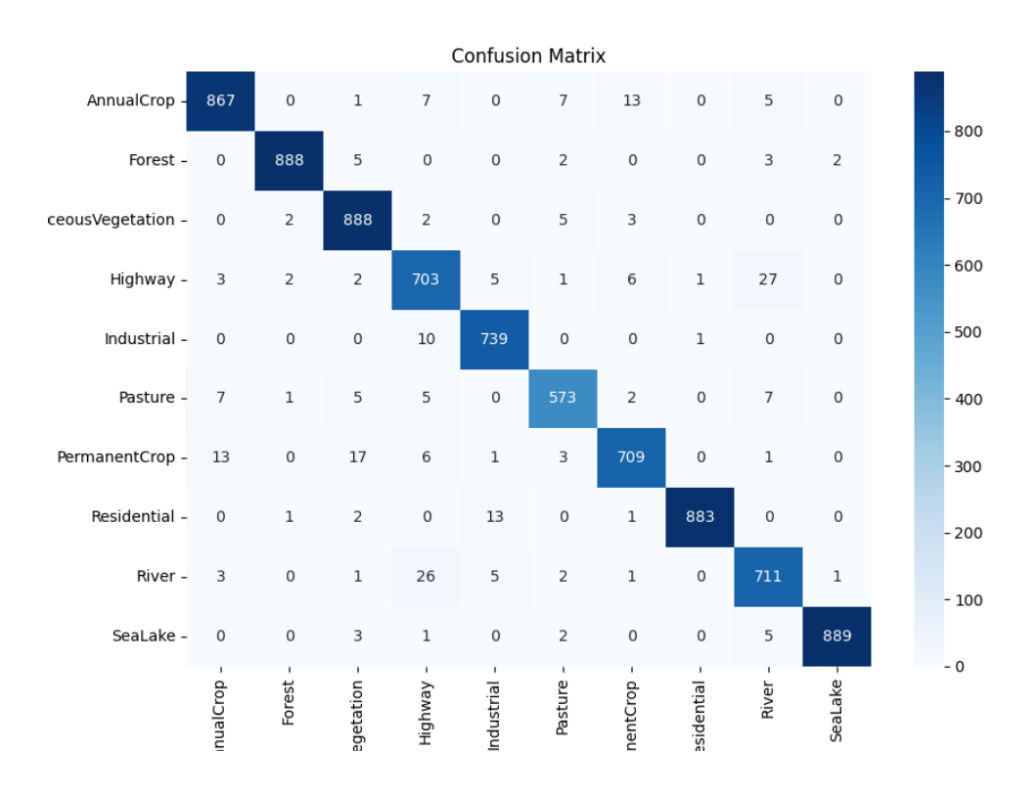 Confusion Matrix
AnnualCrop 867 0 1 7 0 7 13 0 5 0
Forest 0 888 5 0 0 2 0 0 3 2
ceousVegetation 0 2 888 2 0 5 3 0 0 0
Highway 3 2 2 703 5 1 6 1 27 0
Industrial 0 0 0 10 739 0 0 1 0 0
Pasture 7 1 5 5 0 573 2 0 7 0
PermanentCrop 13 0 17 6 1 3 709 0 1 0
Residential 0 1 2 0 13 0 1 883 0 0
River 3 0 1 26 5 2 1 0 711 1
SeaLake 0 0 3 1 0 2 0 0 5 889
nnualCrop Forest egetation Highway Industrial Pasture nentCrop esidential River SeaLake
800
700
600
500
400
300
200
100
0